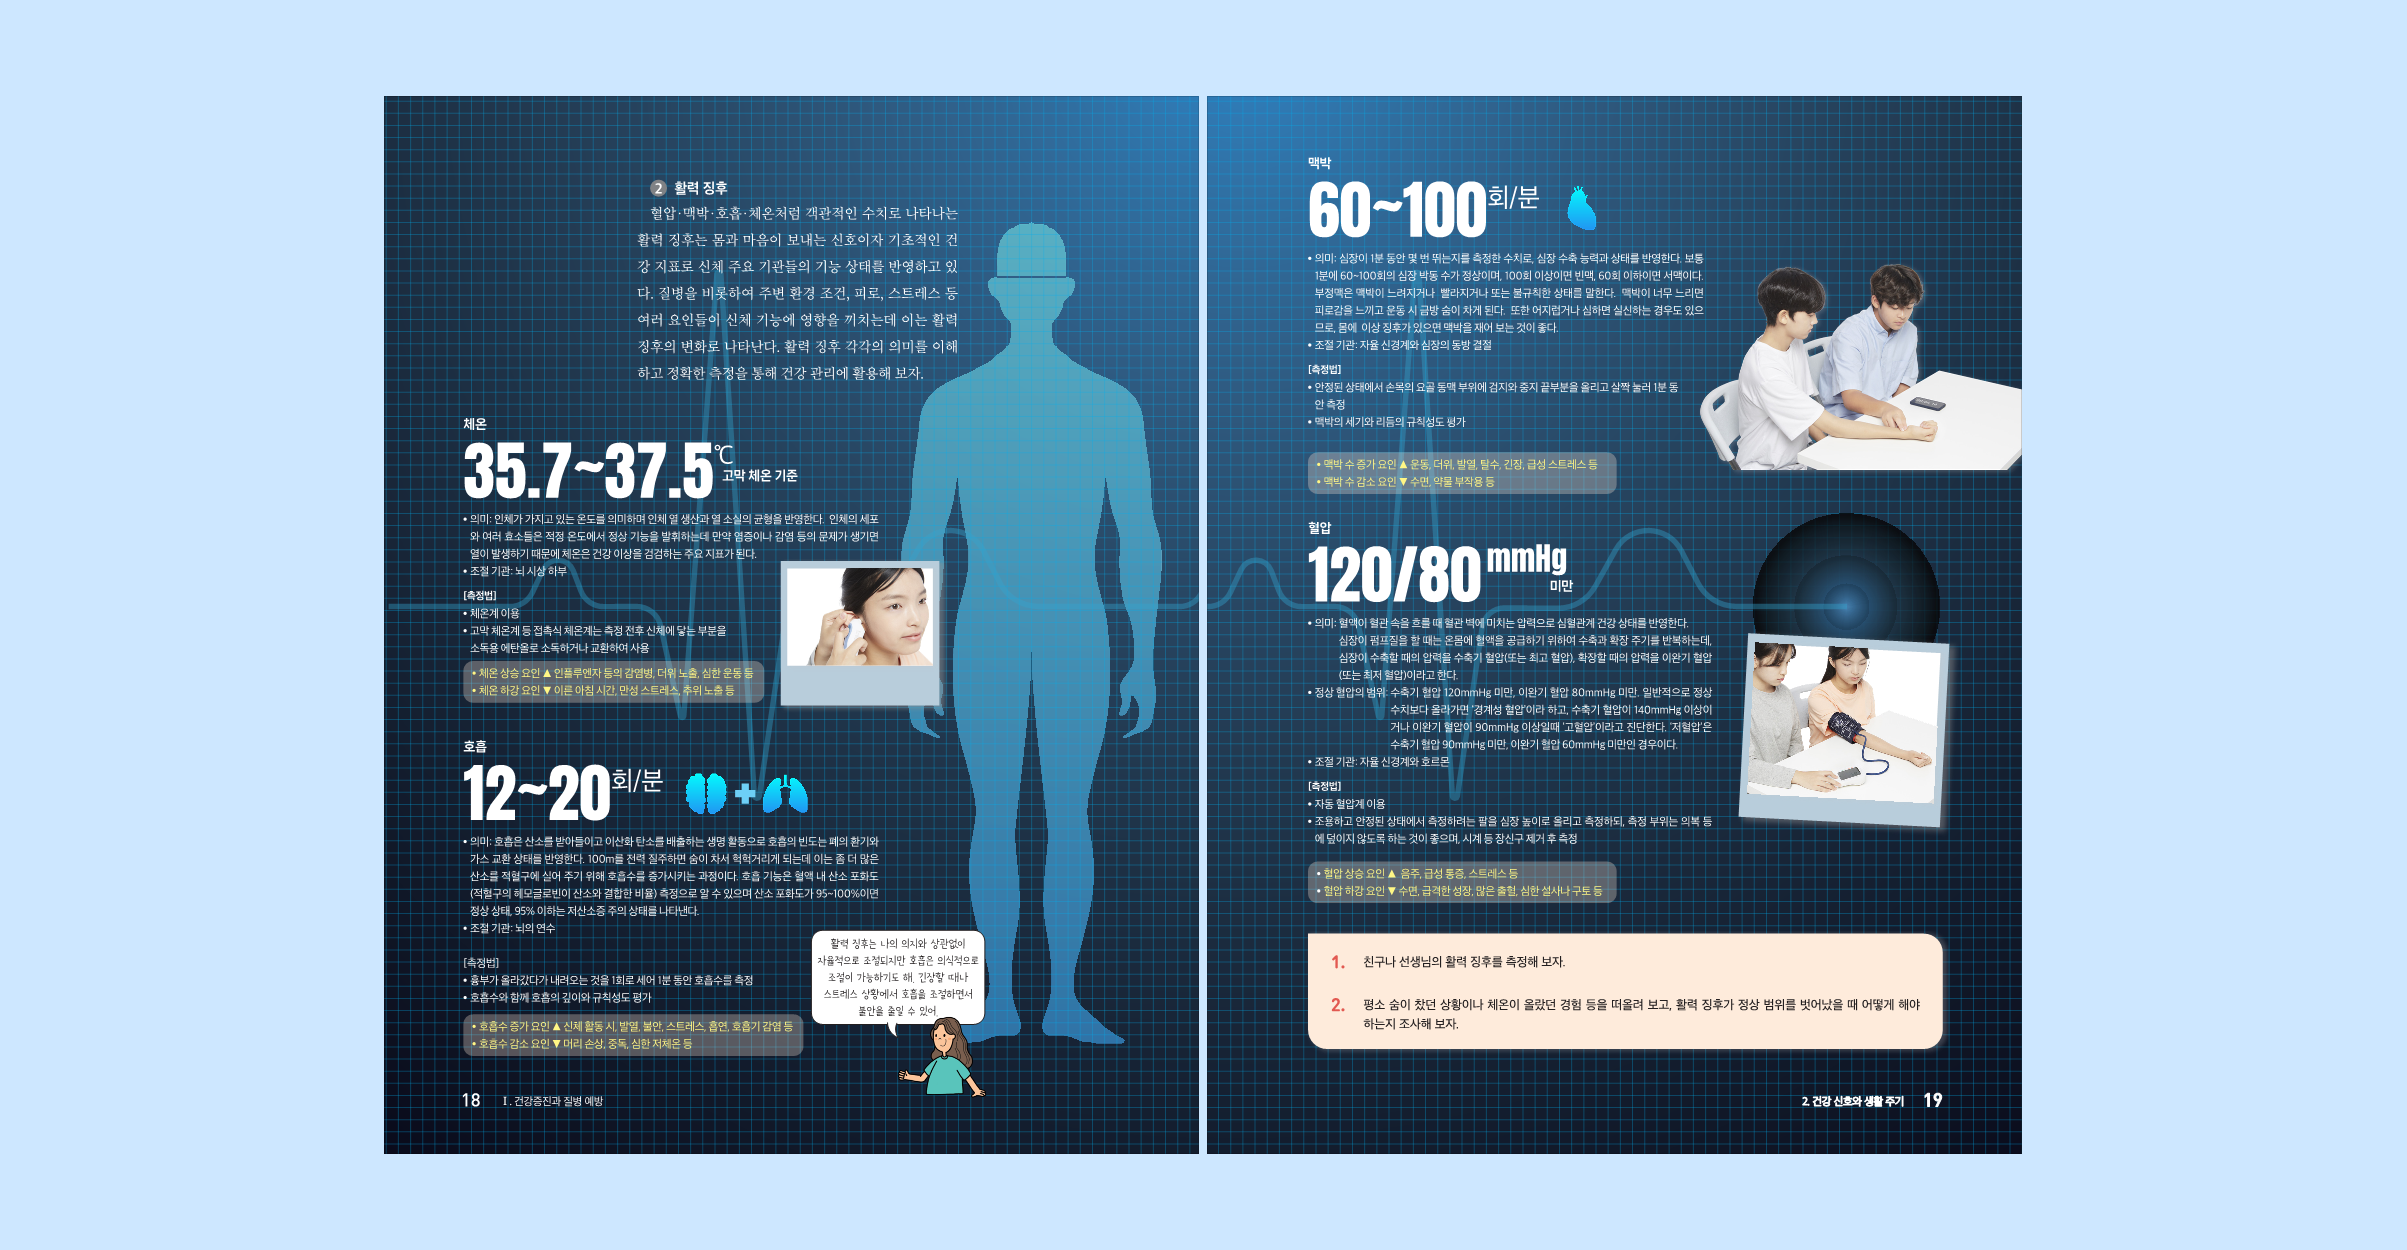 2 활력 징후
혈압·맥박·호흡·체온처럼 객관적인 수치로 나타나는
활력 징후는 몸과 마음이 보내는 신호이자 기초적인 건
강 지표로 신체 주요 기관들의 기능 상태를 반영하고 있
다. 질병을 비롯하여 주변 환경 조건, 피로, 스트레스 등
여러 요인들이 신체 기능에 영향을 끼치는데 이는 활력
징후의 변화로 나타난다. 활력 징후 각각의 의미를 이해
하고 정확한 측정을 통해 건강 관리에 활용해 보자.
체온
35.7~37.5℃
고막 체온 기준
• 의미: 인체가 가지고 있는 온도를 의미하며 인체 열 생산과 열 소실의 균형을 반영한다. 인체의 세포
와 여러 효소들은 적정 온도에서 정상 기능을 발휘하는데 만약 염증이나 감염 등의 문제가 생기면
열이 발생하기 때문에 체온은 건강 이상을 검검하는 주요 지표가 된다.
• 조절 기관: 뇌 시상 하부
[측정법]
• 체온계 이용
• 고막 체온계 등 접촉식 체온계는 측정 전후 신체에 닿는 부분을
소독용 에탄올로 소독하거나 교환하여 사용
• 체온 상승 요인 ▲ 인플루엔자 등의 감염병, 더위 노출, 심한 운동 등
• 체온 하강 요인 ▼ 이른 아침 시간, 만성 스트레스, 추위 노출 등
호흡
12~20회/분
• 의미: 호흡은 산소를 받아들이고 이산화 탄소를 배출하는 생명 활동으로 호흡의 빈도는 폐의 환기와
가스 교환 상태를 반영한다. 100m를 전력 질주하면 숨이 차서 헉헉거리게 되는데 이는 좀 더 많은
산소를 적혈구에 실어 주기 위해 호흡수를 증가시키는 과정이다. 호흡 기능은 혈액 내 산소 포화도
(적혈구의 헤모글로빈이 산소와 결합한 비율) 측정으로 알 수 있으며 산소 포화도가 95~100%이면
정상 상태, 95% 이하는 저산소증 주의 상태를 나타낸다.
• 조절 기관: 뇌의 연수
[측정법]
• 흉부가 올라갔다가 내려오는 것을 1회로 세어 1분 동안 호흡수를 측정
• 호흡수와 함께 호흡의 깊이와 규칙성도 평가
• 호흡수 증가 요인 ▲ 신체 활동 시, 발열, 불안, 스트레스, 흡연, 호흡기 감염 등
• 호흡수 감소 요인 ▼ 머리 손상, 중독, 심한 저체온 등
활력 징후는 나의 의지와 상관없이
자율적으로 조절되지만 호흡은 의식적으로
조절이 가능하기도 해. 긴장할 때나
스트레스 상황에서 호흡을 조절하면서
불안을 줄일 수 있어.
18 Ⅰ. 건강증진과 질병 예방
맥박
60~100회/분
• 의미: 심장이 1분 동안 몇 번 뛰는지를 측정한 수치로, 심장 수축 능력과 상태를 반영한다. 보통
1분에 60~100회의 심장 박동 수가 정상이며, 100회 이상이면 빈맥, 60회 이하이면 서맥이다.
부정맥은 맥박이 느려지거나 빨라지거나 또는 불규칙한 상태를 말한다. 맥박이 너무 느리면
피로감을 느끼고 운동 시 금방 숨이 차게 된다. 또한 어지럽거나 심하면 실신하는 경우도 있으
므로, 몸에 이상 징후가 있으면 맥박을 재어 보는 것이 좋다.
• 조절 기관: 자율 신경계와 심장의 동방 결절
[측정법]
• 안정된 상태에서 손목의 요골 동맥 부위에 검지와 중지 끝부분을 올리고 살짝 눌러 1분 동
안 측정
• 맥박의 세기와 리듬의 규칙성도 평가
• 맥박 수 증가 요인 ▲ 운동, 더위, 발열, 탈수, 긴장, 급성 스트레스 등
• 맥박 수 감소 요인 ▼ 수면, 약물 부작용 등
혈압
120/80 mmHg
미만
• 의미: 혈액이 혈관 속을 흐를 때 혈관 벽에 미치는 압력으로 심혈관계 건강 상태를 반영한다.
심장이 펌프질을 할 때는 온몸에 혈액을 공급하기 위하여 수축과 확장 주기를 반복하는데,
심장이 수축할 때의 압력을 수축기 혈압(또는 최고 혈압), 확장할 때의 압력을 이완기 혈압
(또는 최저 혈압)이라고 한다.
• 정상 혈압의 범위: 수축기 혈압 120mmHg 미만, 이완기 혈압 80mmHg 미만. 일반적으로 정상
수치보다 올라가면 '경계성 혈압'이라 하고, 수축기 혈압이 140mmHg 이상이
거나 이완기 혈압이 90mmHg 이상일때 '고혈압'이라고 진단한다. '저혈압'은
수축기 혈압 90mmHg 미만, 이완기 혈압 60mmHg 미만인 경우이다.
• 조절 기관: 자율 신경계와 호르몬
[측정법]
• 자동 혈압계 이용
• 조용하고 안정된 상태에서 측정하려는 팔을 심장 높이로 올리고 측정하되, 측정 부위는 의복 등
에 덮이지 않도록 하는 것이 좋으며, 시계 등 장신구 제거 후 측정
• 혈압 상승 요인 ▲ 음주, 급성 통증, 스트레스 등
• 혈압 하강 요인 ▼ 수면, 급격한 성장, 많은 출혈, 심한 설사나 구토 등
1. 친구나 선생님의 활력 징후를 측정해 보자.
2. 평소 숨이 찼던 상황이나 체온이 올랐던 경험 등을 떠올려 보고, 활력 징후가 정상 범위를 벗어났을 때 어떻게 해야
하는지 조사해 보자.
2. 건강 신호와 생활 주기 19